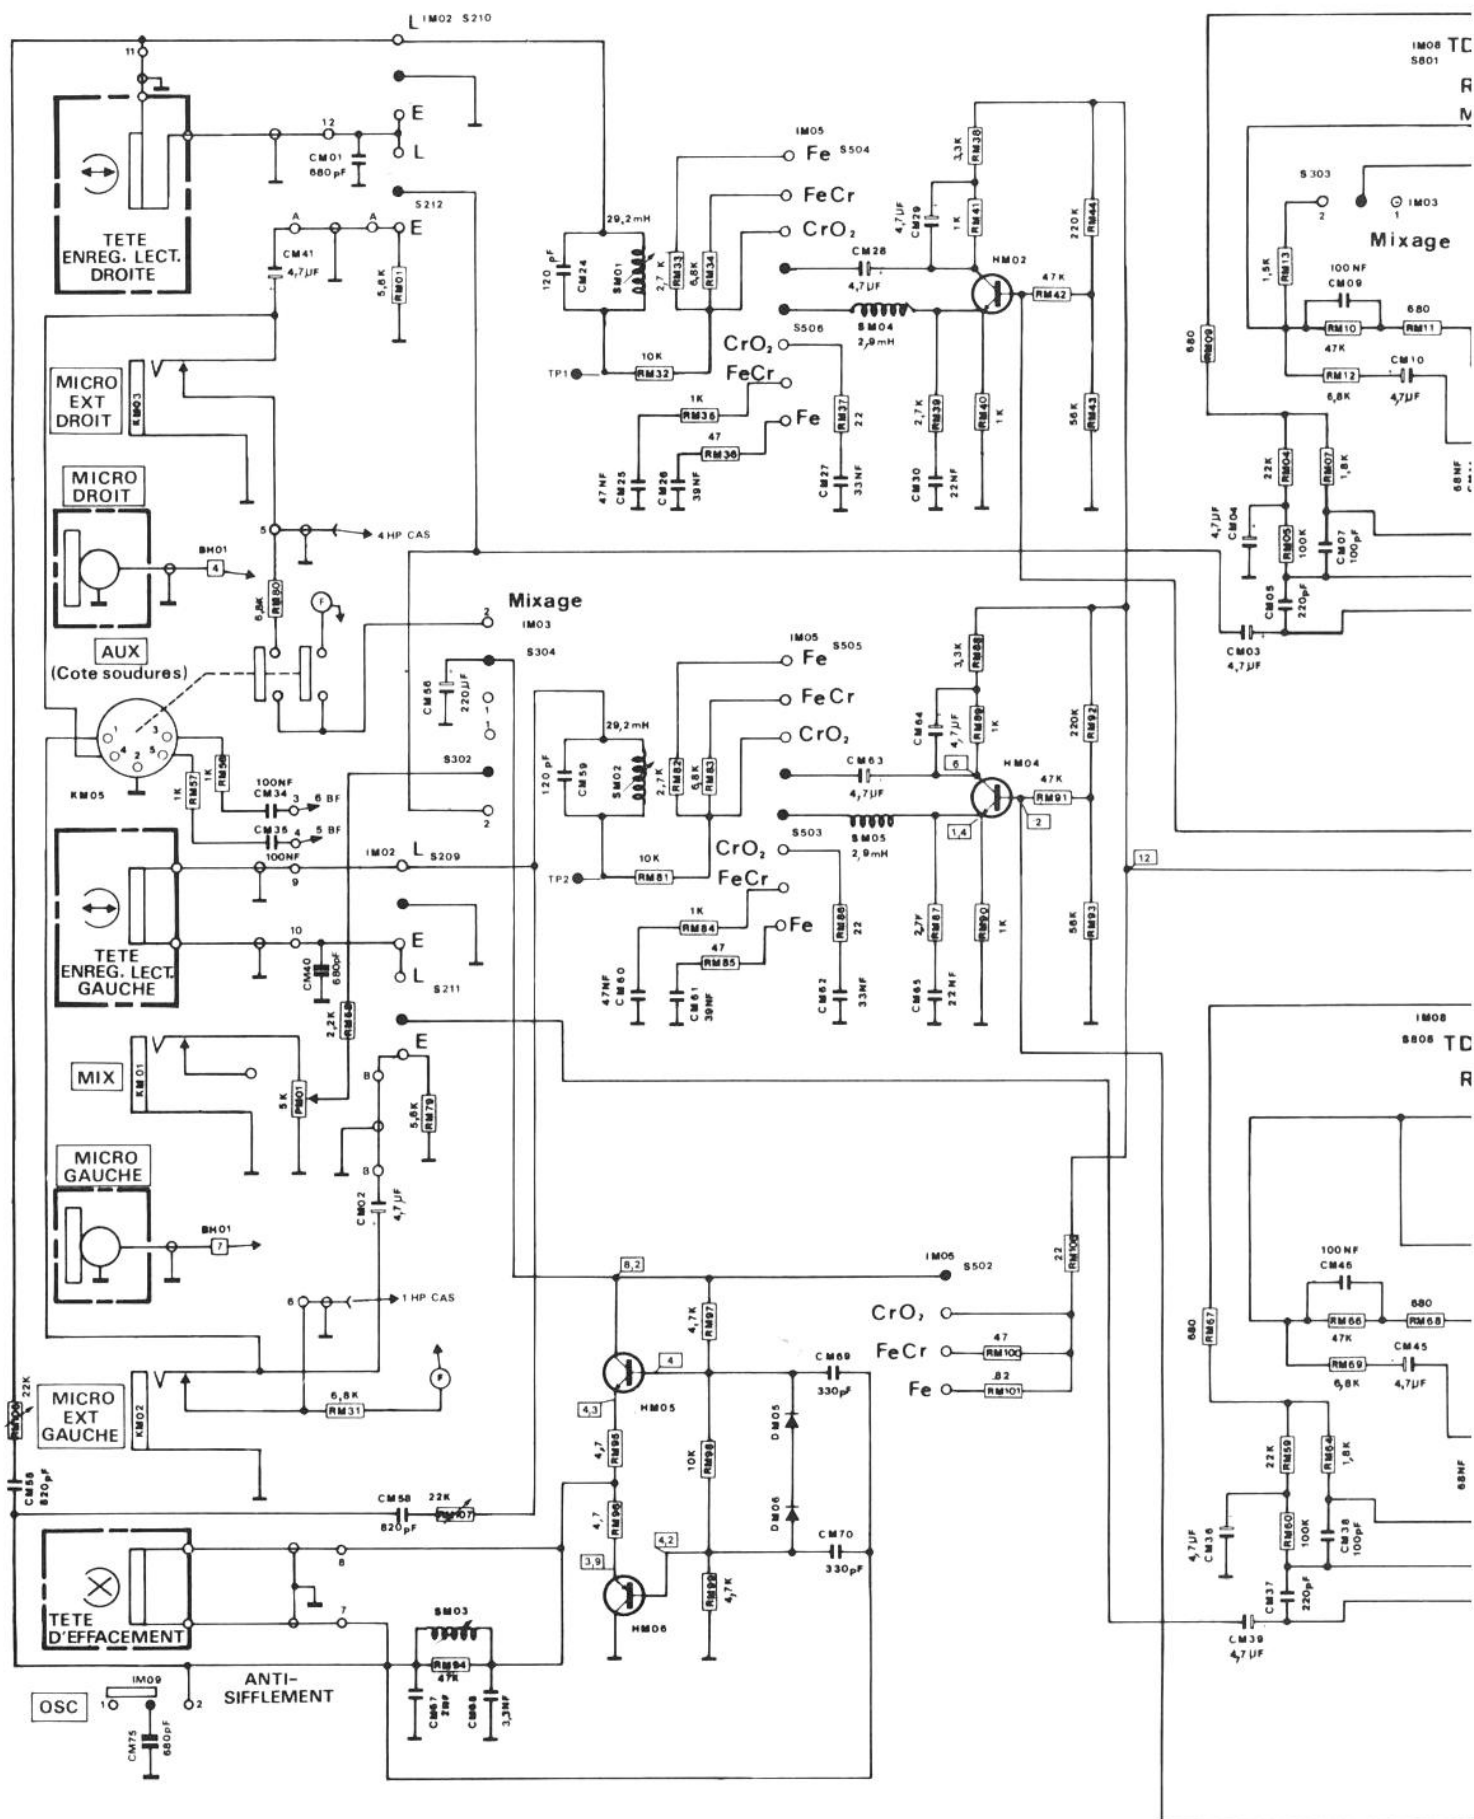 L IM02 S210
11
E
12
L
CM01
680pF
S212
A A E
CM41
4,7µF
5,6K
RM01
TETE
ENREG. LECT.
DROITE
MICRO
EXT
DROIT
KM03
MICRO
DROIT
BH01
4
5
4 HP CAS
6,8K
RM80
F
AUX
(Cote soudures)
1 3
4 2 5
KM05
1K
RM57
1K
100NF
CM34
3 6 BF
CM35
4 5 BF
100NF
9
TETE
ENREG. LECT.
GAUCHE
10
CM40
680pF
IM02 L S209
E
L S211
E
2,2K
MIX
KM01
5K
PM01
B
5,6K
RM79
B
CM02
4,7µF
MICRO
GAUCHE
BH01
7
6
1 HP CAS
F
MICRO
EXT
GAUCHE
KM02
6,8K
RM31
22K
RM106
CM58
820pF
22K
RM107
820pF
TETE
D'EFFACEMENT
8
7
SM03
RM94
47K
CM67
CM68
3,3NF
ANTI-
SIFFLEMENT
IM09
OSC
1 2
CM75
680pF
Mixage
2 IM03
S304
CM56
220µF
1
1
S302
2
IM05
Fe S504
FeCr
CrO₂
29,2mH
120 pF
CM24
SM01
2,7 K
RM33
6,8K
RM34
10K
TP1 RM32
CM28
4,7µF
S506
SM04
2,9mH
CrO₂
FeCr
1K
RM35
Fe
47
RM36
47NF
CM25
CM26
39NF
RM37
22
CM27
33NF
2,7K
RM39
CM30
22NF
RM40
1K
3,3K
RM38
4,7µF
CM29
1K
RM41
220K
RM44
HM02
47K
RM42
56K
RM43
IM05
Fe S505
FeCr
CrO₂
29,2mH
120 pF
CM59
SM02
2,7K
RM82
6,8K
RM83
10K
TP2 RM81
CM63
4,7µF
S503
SM05
2,9mH
CrO₂
FeCr
1K
RM84
Fe
47
RM85
47NF
CM60
CM61
39NF
RM86
22
CM62
33NF
RM87
CM65
22NF
RM90
1K
3,3K
RM88
CM64
4,7µF
RM89
1K
220K
RM92
HM04
6
47K
RM91
1,4
2
56K
RM93
12
8,2
IM05
S502
22
4,7K
RM97
CrO₂
FeCr
47
RM100
Fe
82
RM101
4
HM05
4,3
CM69
330pF
4,7
RM95
10K
RM98
DM05
4,7
RM96
DM06
3,9
4,2
CM70
330pF
RM99
4,7K
HM06
IM08
S801
S303
2 1 IM03
Mixage
1,5K
RM13
100NF
CM09
680
RM10 RM11
47K
RM12
6,8K
CM10
4,7µF
680
RM09
22K
RM04
RM07
1,8K
68NF
4,7µF
CM04
RM05
100K
CM07
100pF
CM05
220pF
CM03
4,7µF
IM08
S808
100NF
CM46
680
RM66 RM68
47K
RM69
6,8K
CM45
4,7µF
680
RM67
22K
RM59
RM64
1,8K
68NF
4,7µF
CM36
RM60
100K
CM38
100pF
CM37
220pF
CM39
4,7µF